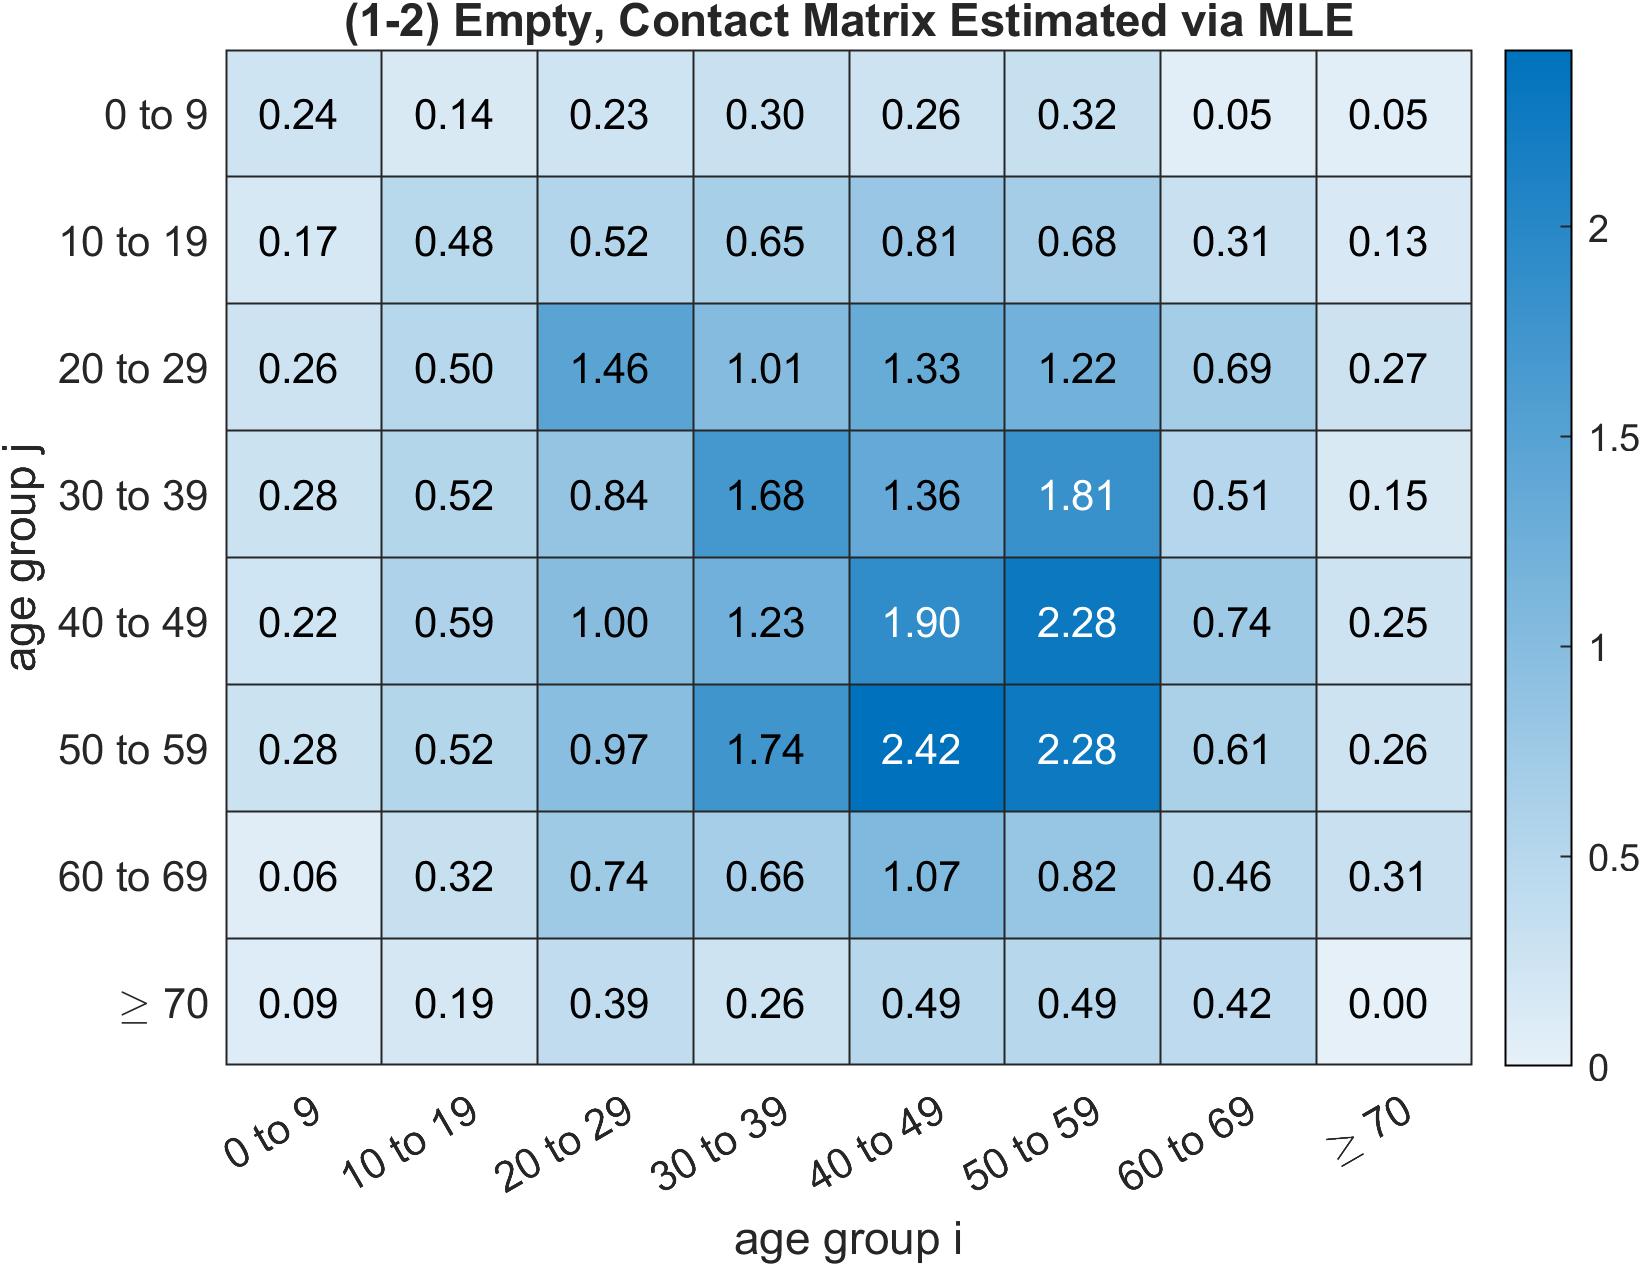 (1-2) Empty, Contact Matrix Estimated via MLE
0 to 9 0.24 0.14 0.23 0.30 0.26 0.32 0.05 0.05
10 to 19 0.17 0.48 0.52 0.65 0.81 0.68 0.31 0.13
20 to 29 0.26 0.50 1.46 1.01 1.33 1.22 0.69 0.27
30 to 39 0.28 0.52 0.84 1.68 1.36 1.81 0.51 0.15
40 to 49 0.22 0.59 1.00 1.23 1.90 2.28 0.74 0.25
50 to 59 0.28 0.52 0.97 1.74 2.42 2.28 0.61 0.26
60 to 69 0.06 0.32 0.74 0.66 1.07 0.82 0.46 0.31
≥ 70 0.09 0.19 0.39 0.26 0.49 0.49 0.42 0.00
age group j
0 to 9 10 to 19 20 to 29 30 to 39 40 to 49 50 to 59 60 to 69 ≥ 70
age group i
2
1.5
1
0.5
0